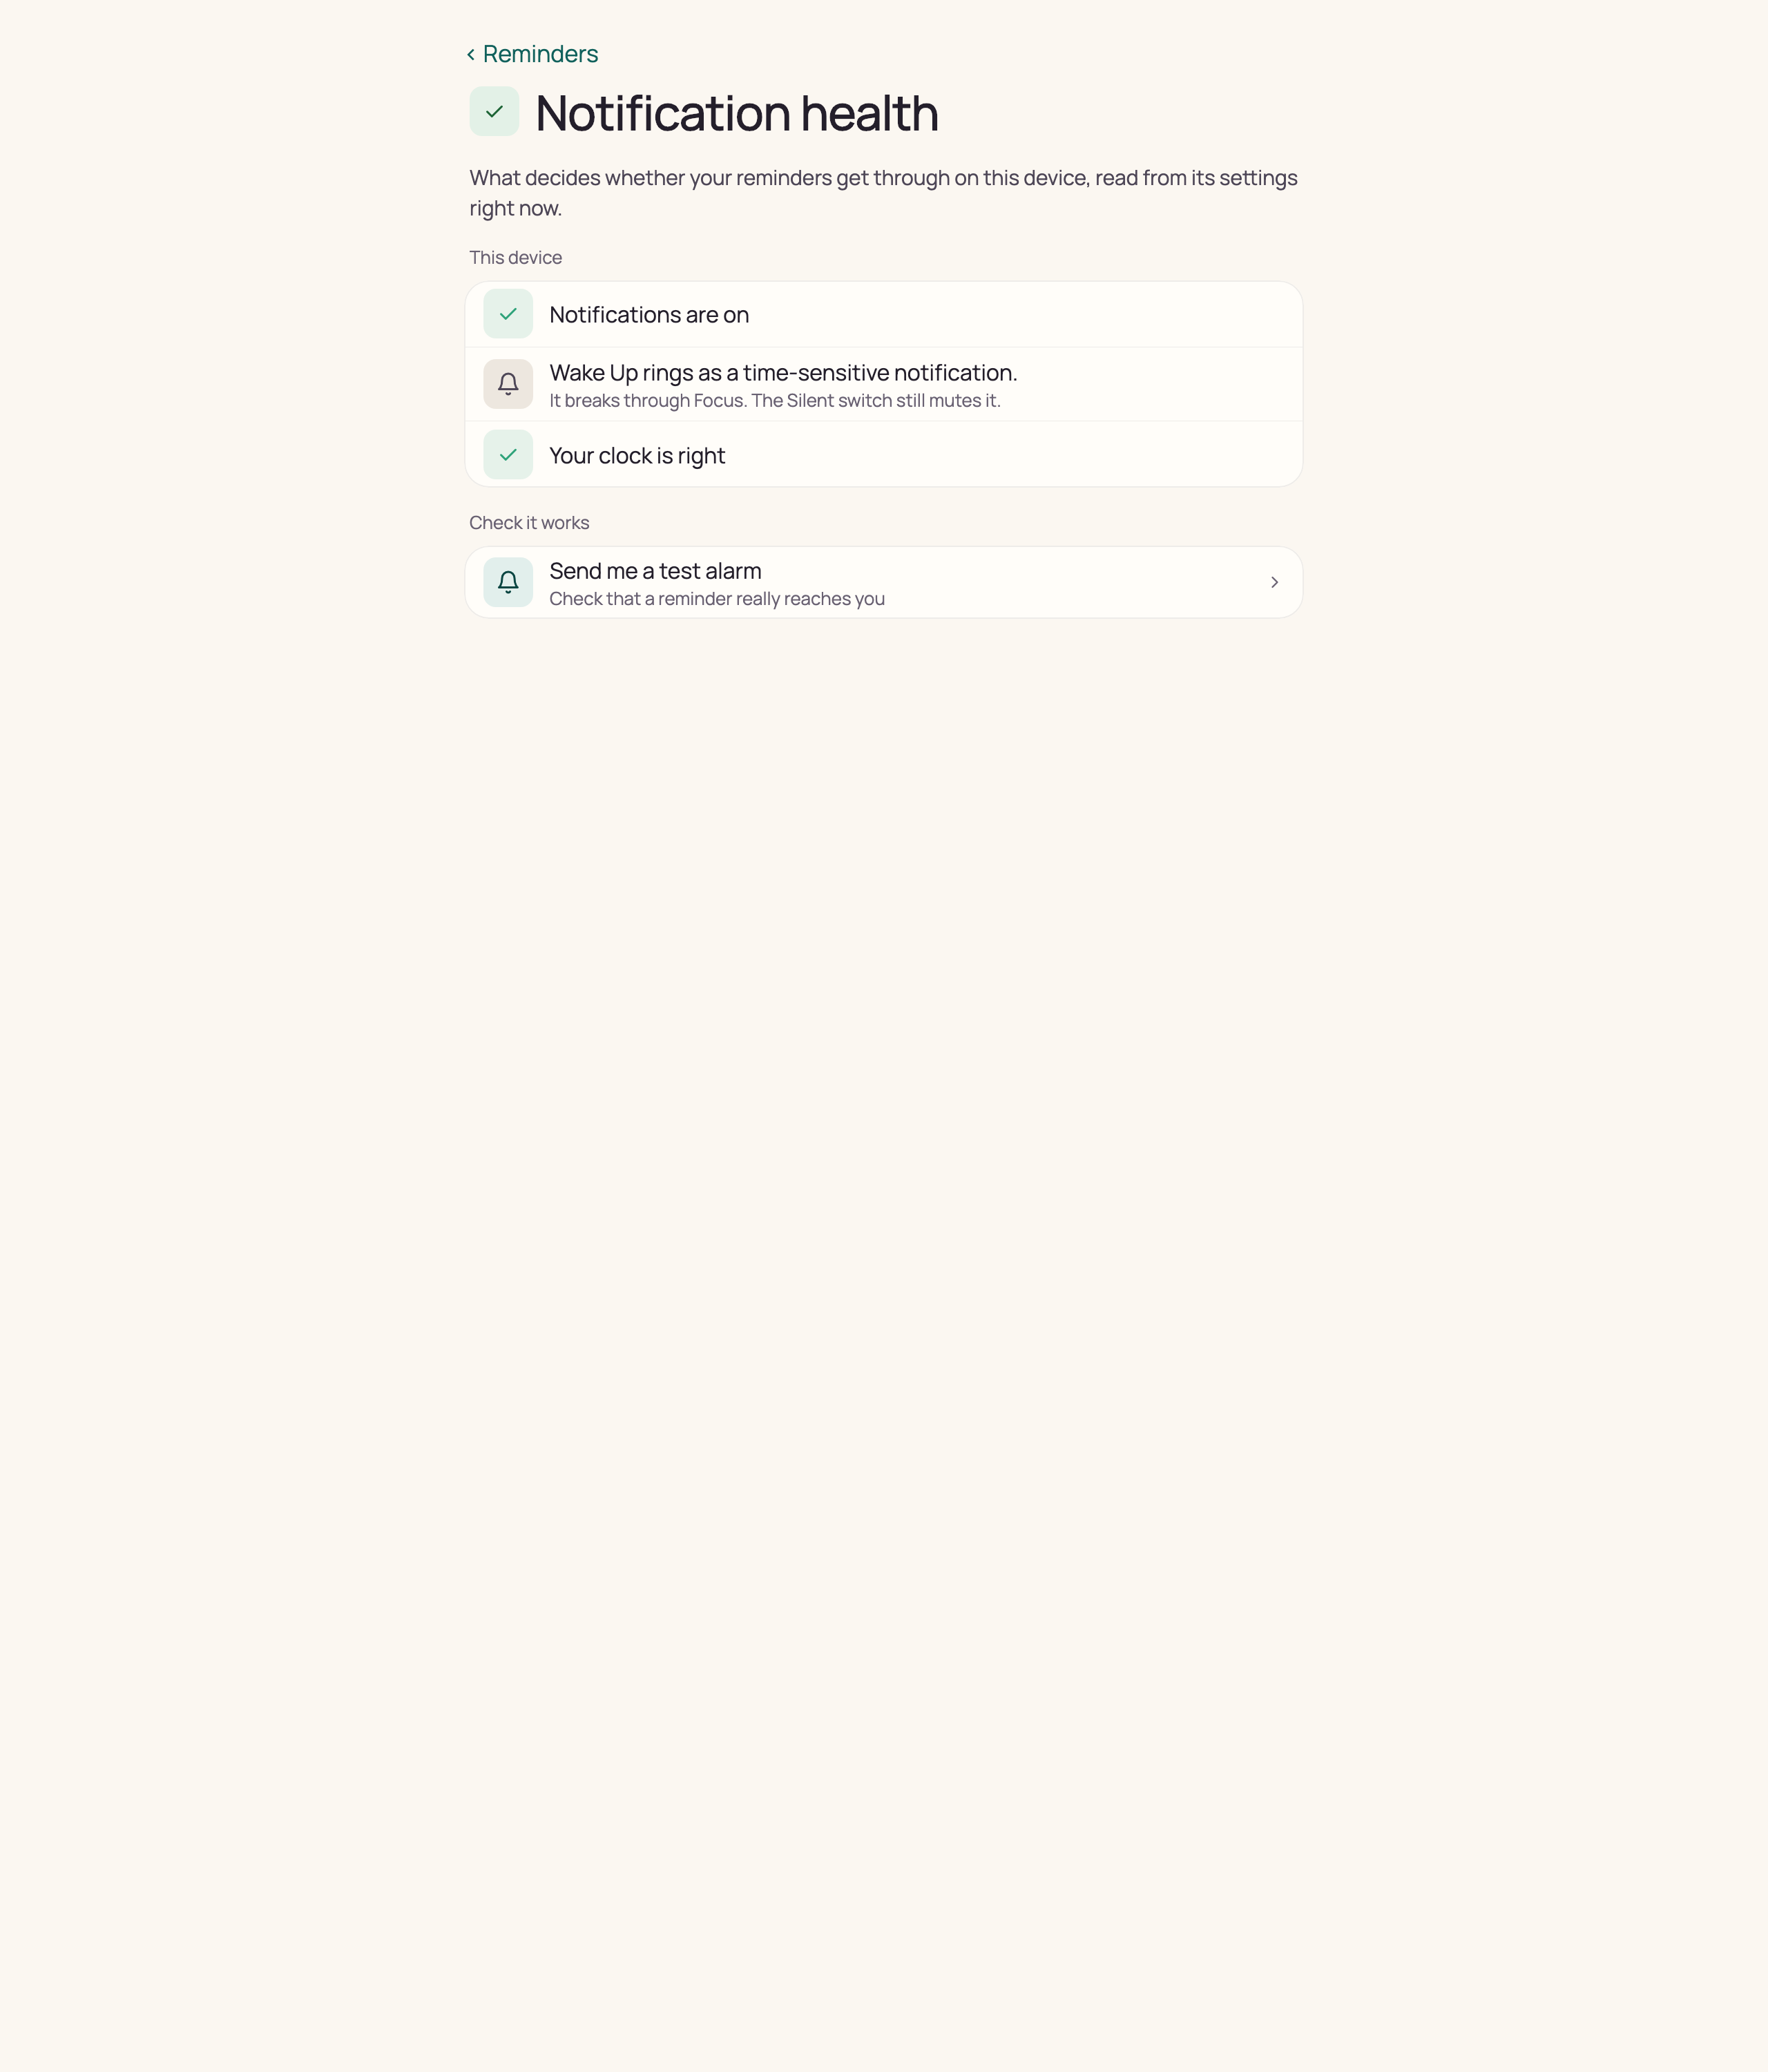 Reminders
Notification health
What decides whether your reminders get through on this device, read from its settings
right now.
This device
Notifications are on
Wake Up rings as a time-sensitive notification.
It breaks through Focus. The Silent switch still mutes it.
Your clock is right
Check it works
Send me a test alarm
Check that a reminder really reaches you